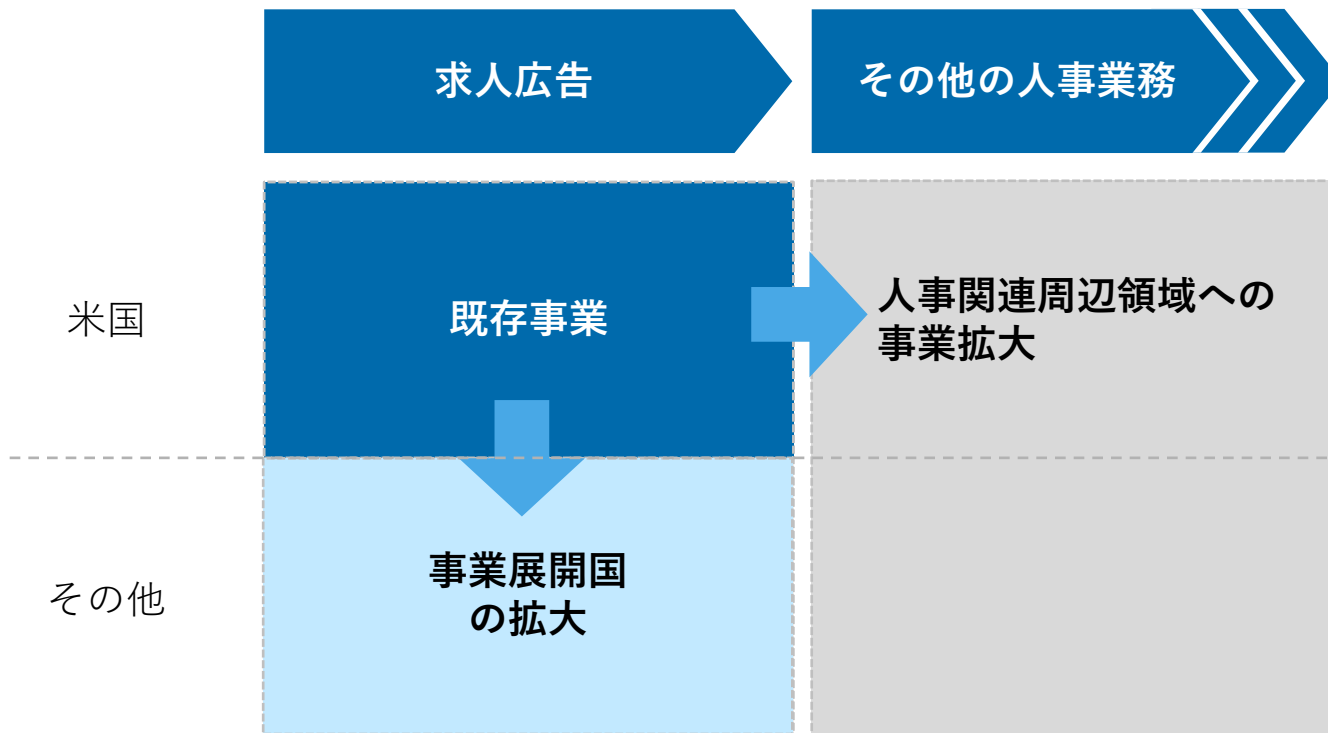 求人広告
その他の人事業務
米国
既存事業
人事関連周辺領域への
事業拡大
その他
事業展開国
の拡大